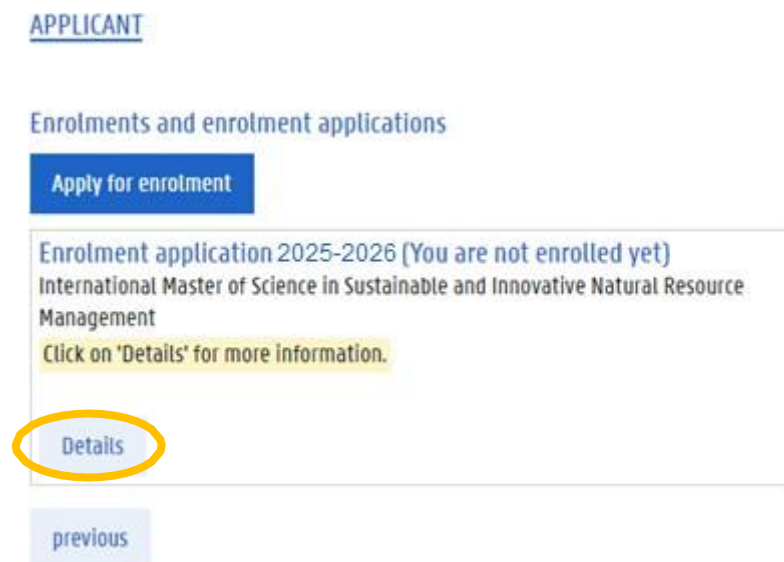 APPLICANT
Enrolments and enrolment applications
Apply for enrolment
Enrolment application 2025-2026 (You are not enrolled yet)
International Master of Science in Sustainable and Innovative Natural Resource
Management
Click on 'Details' for more information.
Details
previous